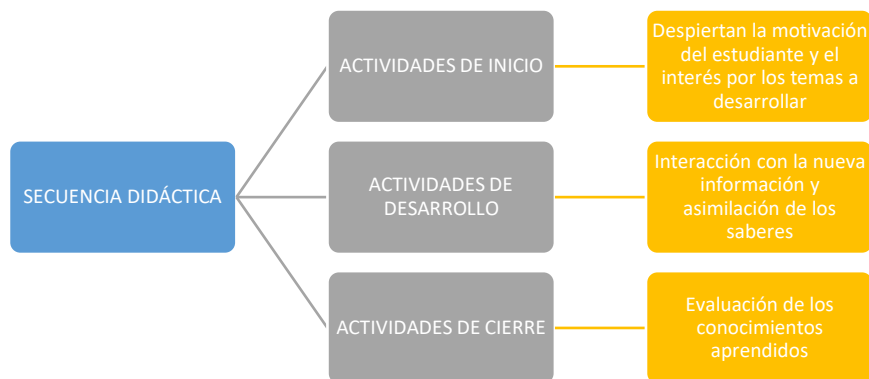 SECUENCIA DIDÁCTICA
ACTIVIDADES DE INICIO
Despiertan la motivación
del estudiante y el
interés por los temas a
desarrollar
ACTIVIDADES DE
DESARROLLO
Interacción con la nueva
información y
asimilación de los
saberes
ACTIVIDADES DE CIERRE
Evaluación de los
conocimientos
aprendidos